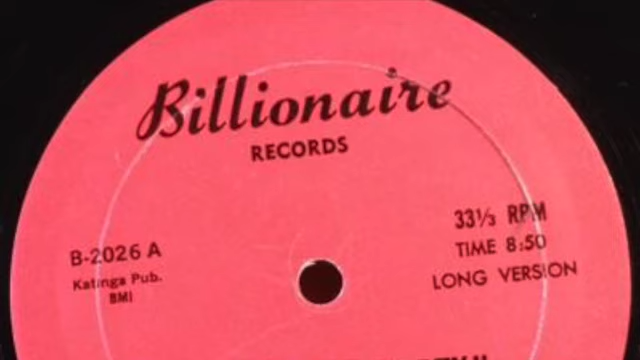 Billionaire
RECORDS
33⅓ RPM
B-2026 A
TIME 8:50
Katinga Pub.
LONG VERSION
BMI